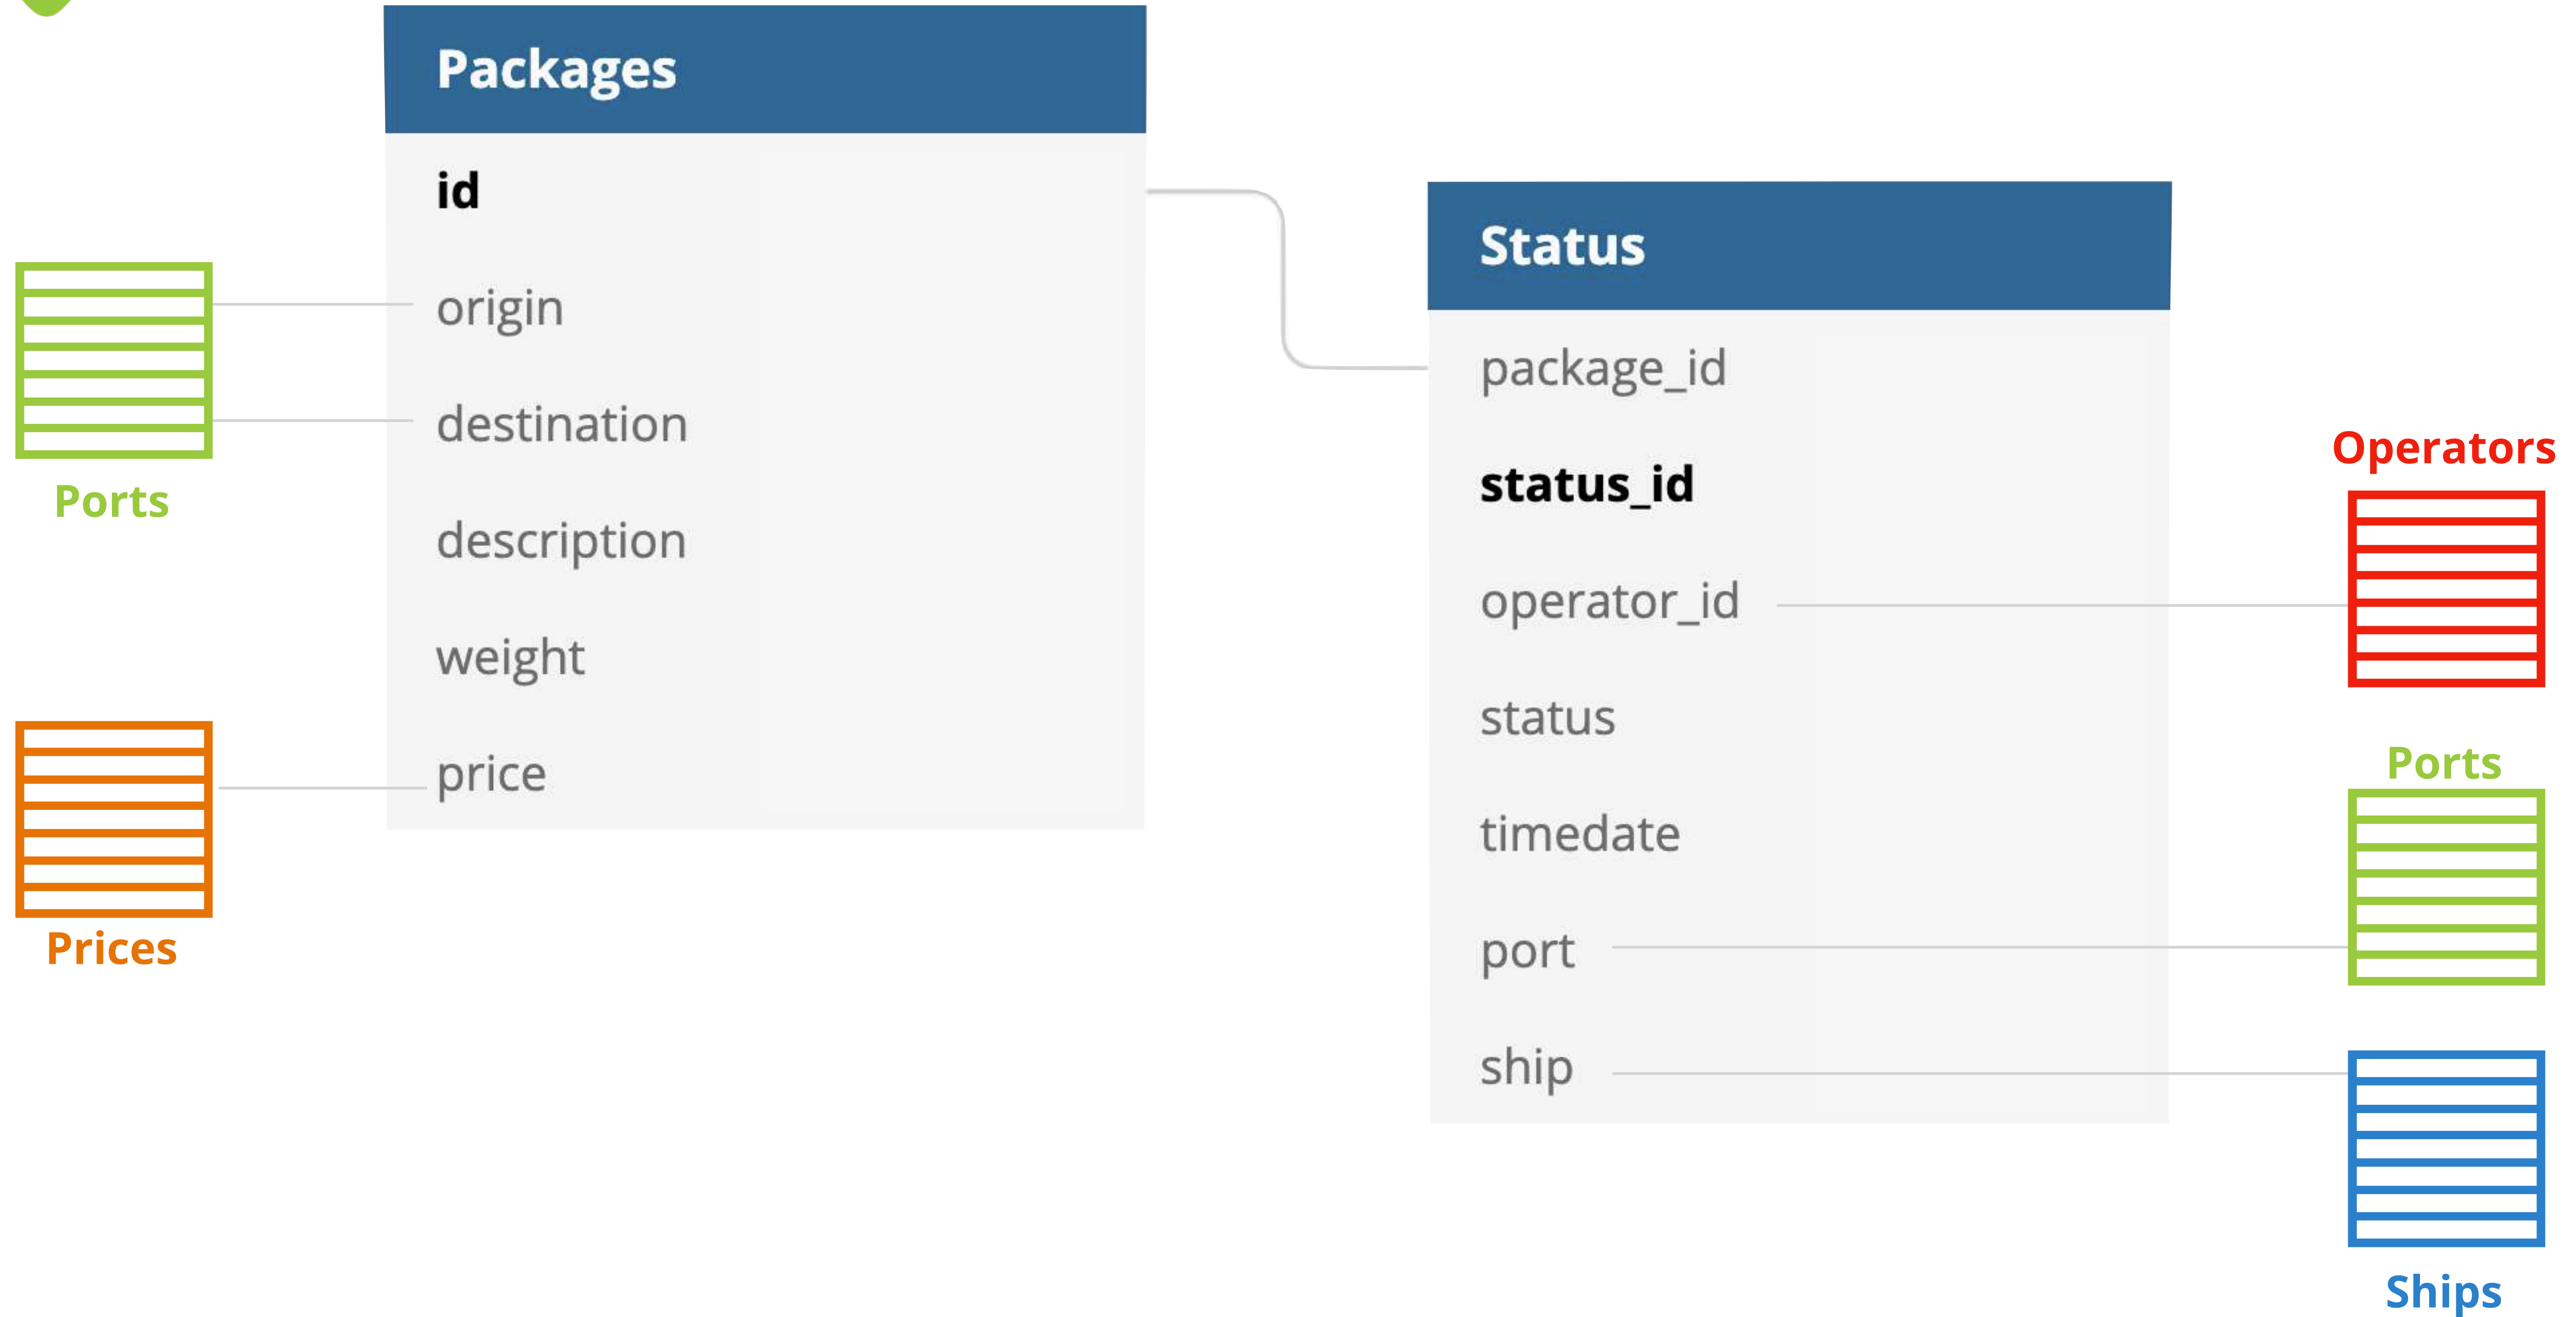 Packages
id
origin
destination
description
weight
price
Ports
Prices
Status
package_id
status_id
operator_id
status
timedate
port
ship
Operators
Ports
Ships